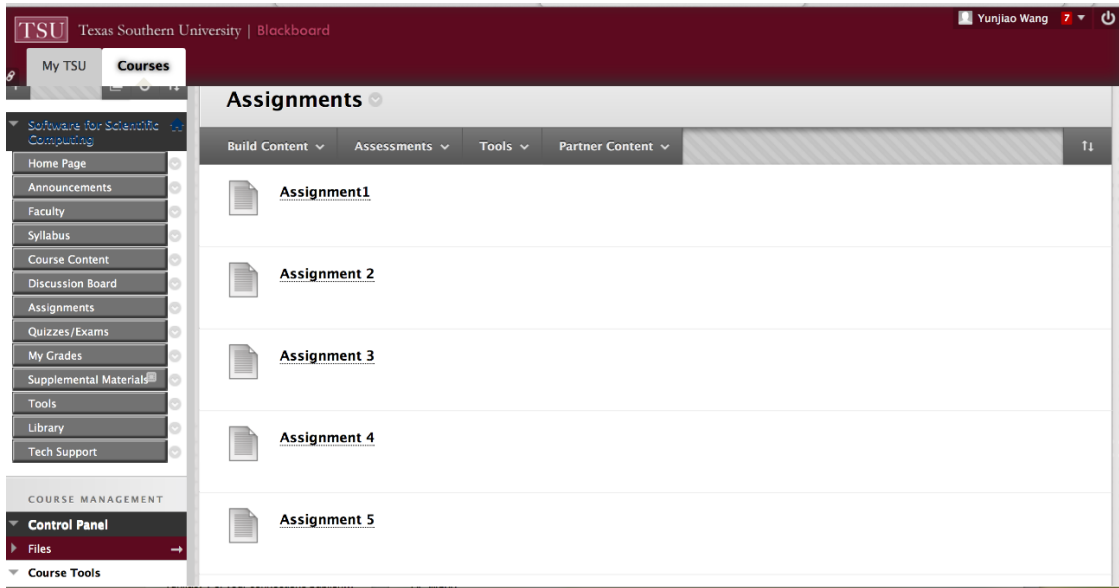 TSU Texas Southern University | Blackboard
Yunjiao Wang 7
My TSU Courses
Software for Scientific
Computing
Home Page
Announcements
Faculty
Syllabus
Course Content
Discussion Board
Assignments
Quizzes/Exams
My Grades
Supplemental Materials
Tools
Library
Tech Support
COURSE MANAGEMENT
Control Panel
Files
Course Tools
Assignments
Build Content Assessments Tools Partner Content
Assignment1
Assignment 2
Assignment 3
Assignment 4
Assignment 5